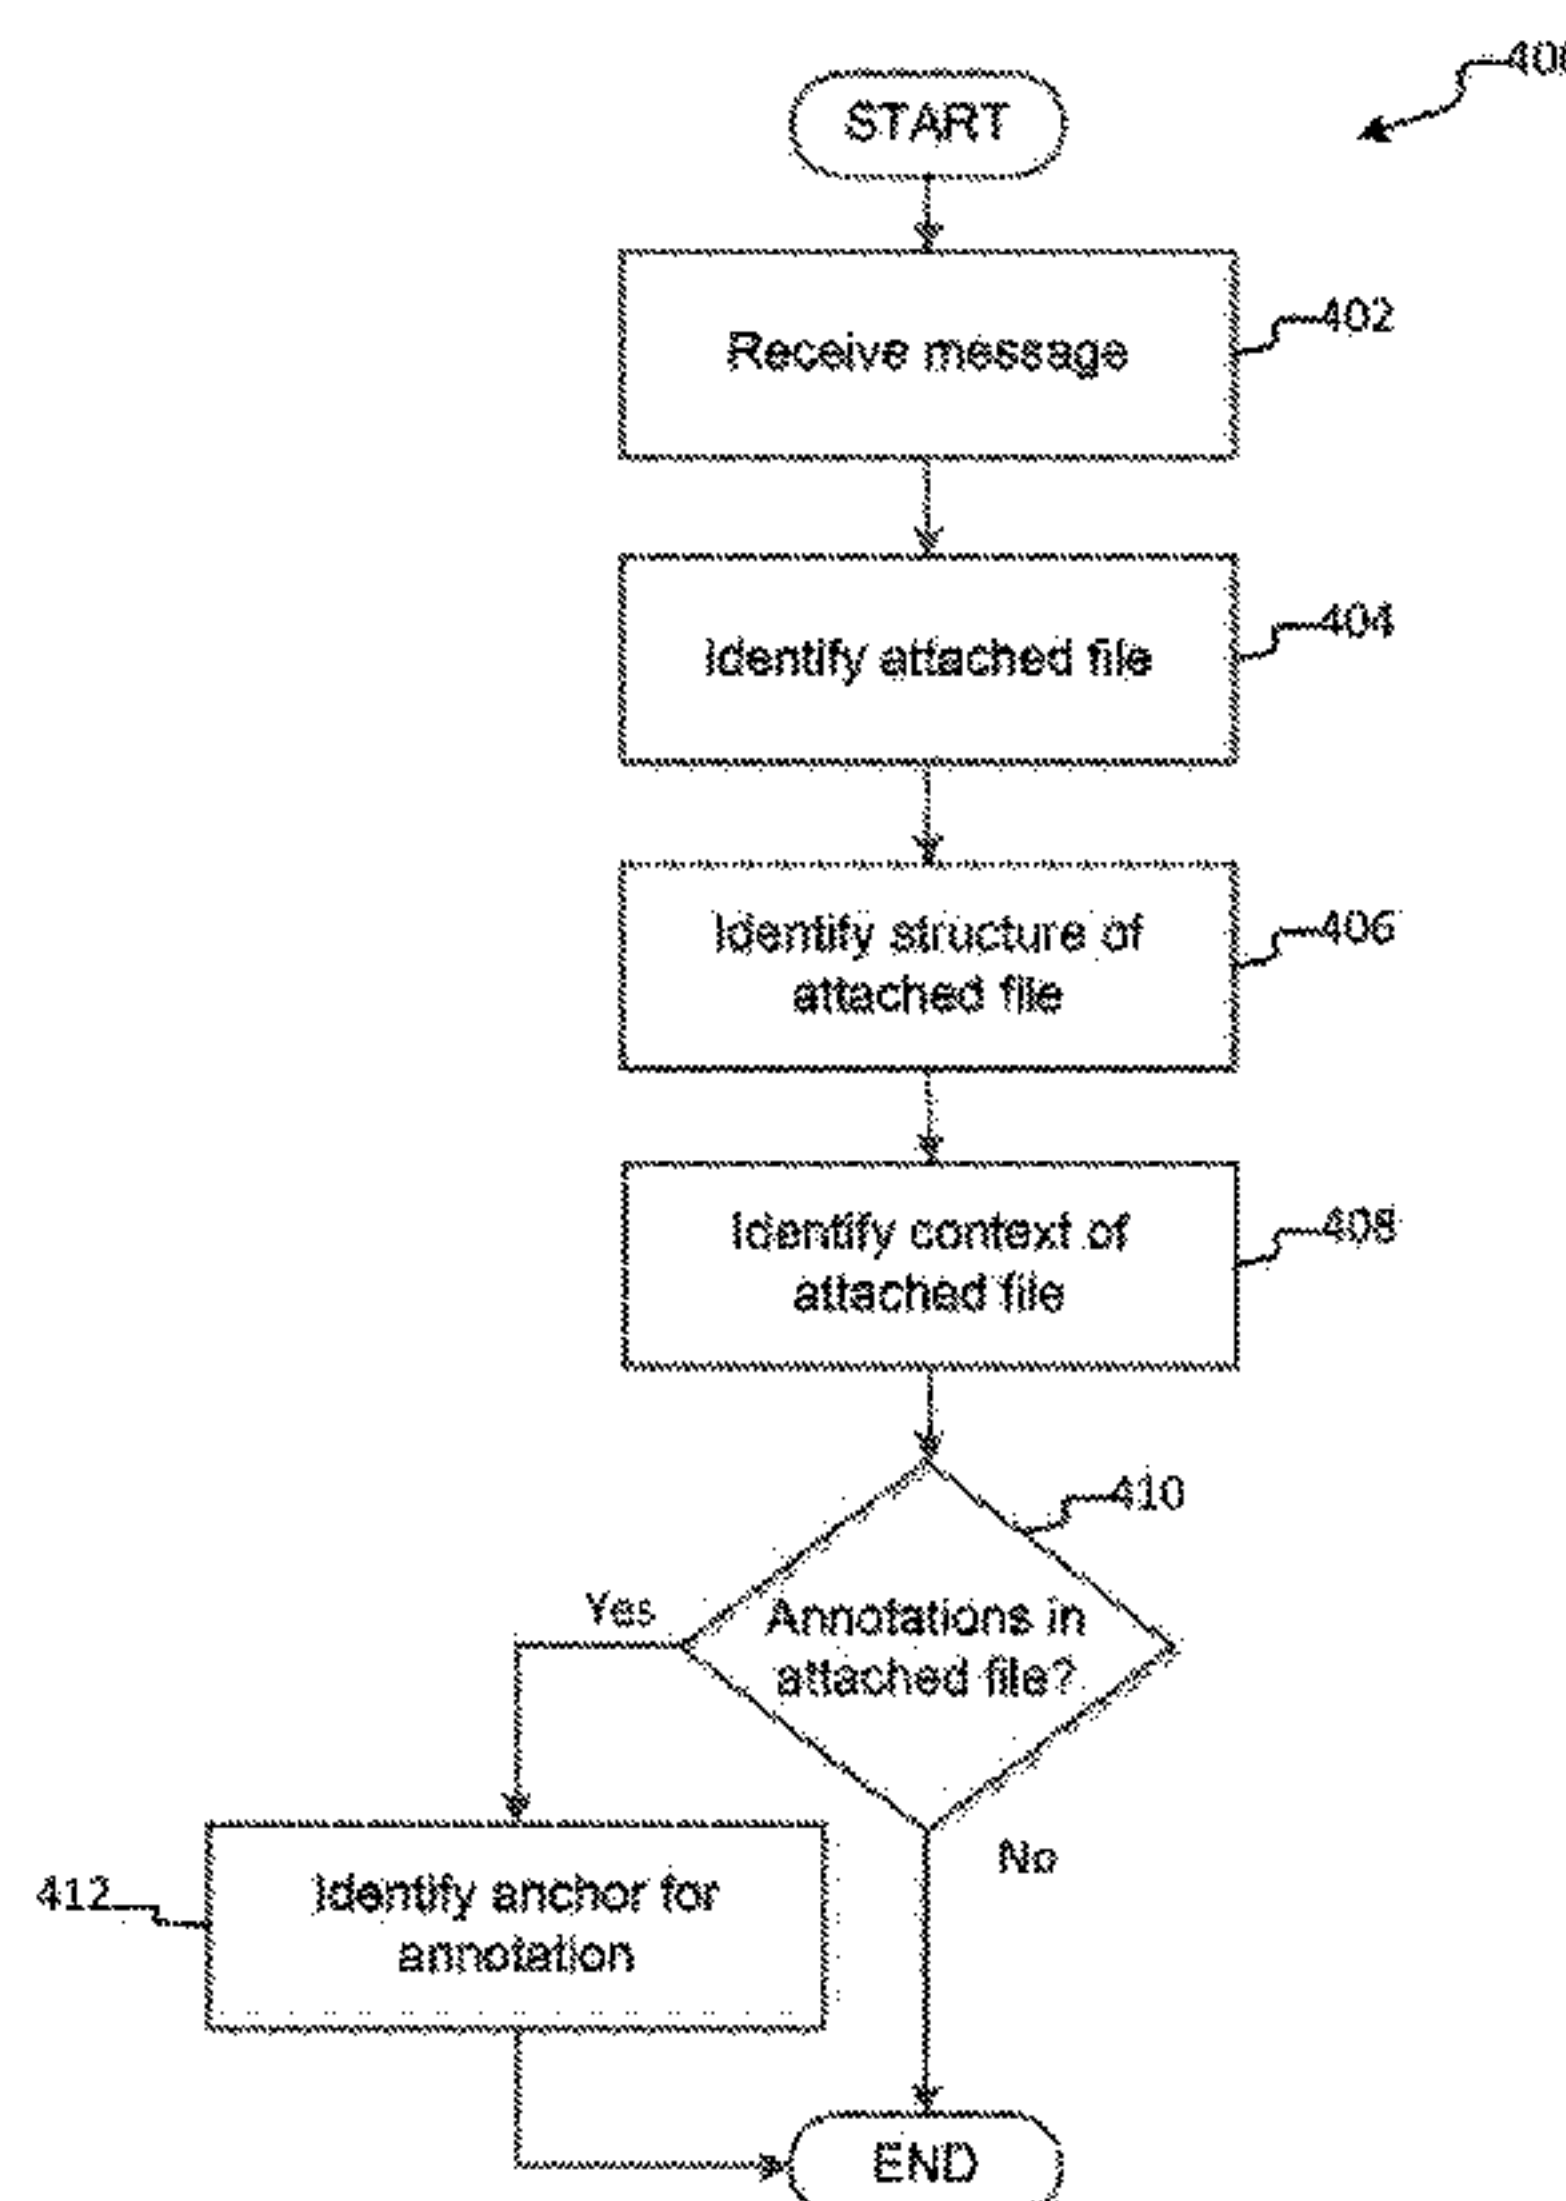 400
START
Receive message
402
Identify attached file
404
Identify structure of
attached file
406
Identify context of
attached file
408
410
Yes
Annotations in
attached file?
No
412
Identify anchor for
annotation
END